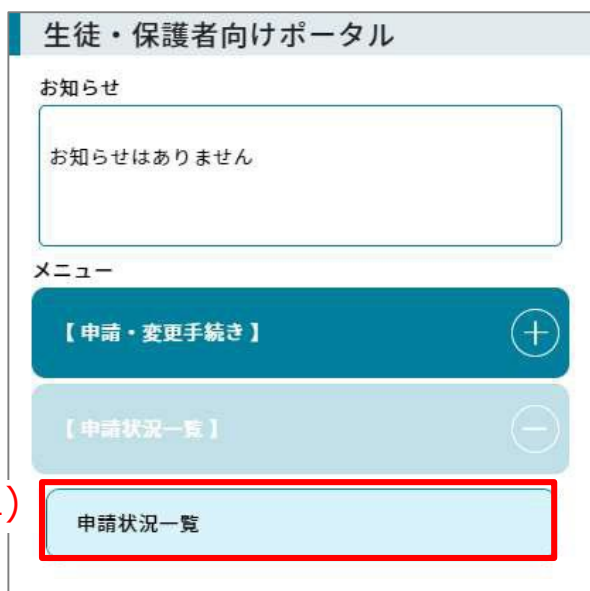 生徒・保護者向けポータル
お知らせ
お知らせはありません
メニュー
【 申請・変更手続き 】
【 申請状況一覧 】
申請状況一覧